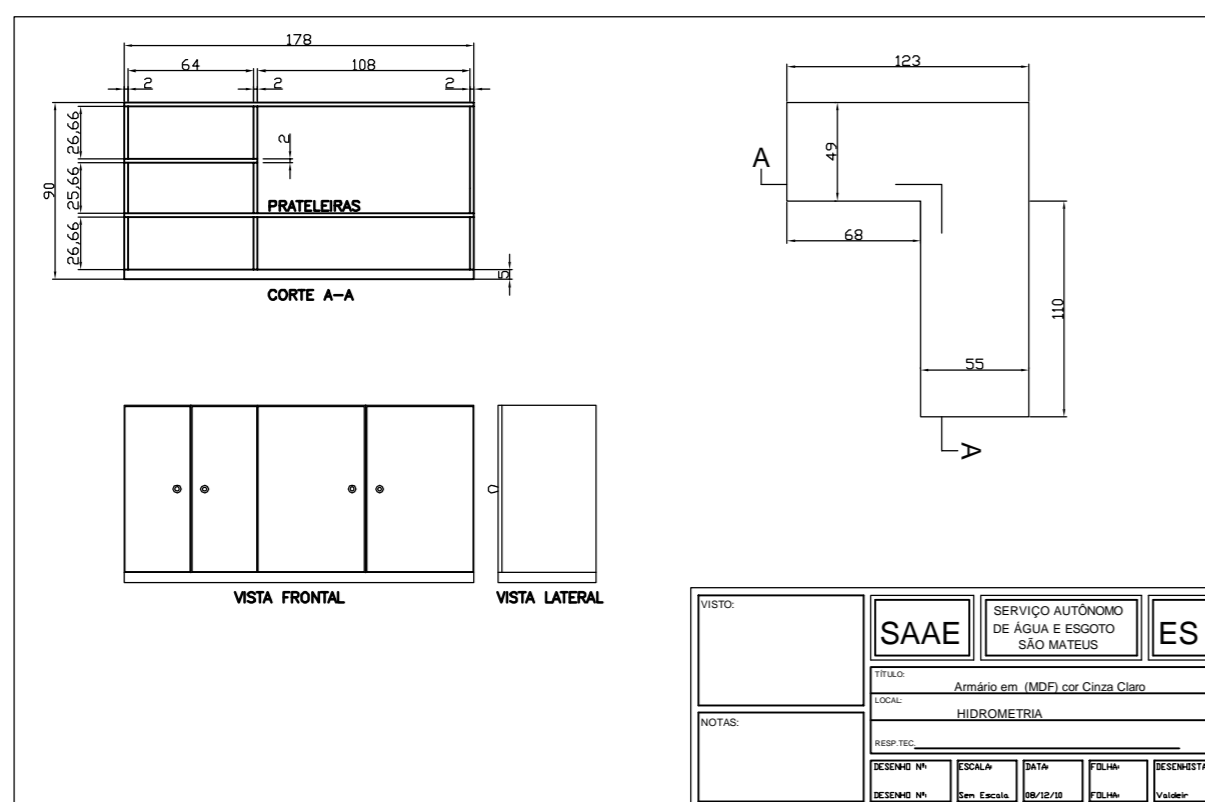 178
64
108
2
2
2
26,66
2
90
25,66
PRATELEIRAS
26,66
5
CORTE A-A
123
49
A
68
110
55
A
VISTA FRONTAL
VISTA LATERAL
VISTO:
SAAE
SERVIÇO AUTÔNOMO
DE ÁGUA E ESGOTO
SÃO MATEUS
ES
TÍTULO:
Armário em (MDF) cor Cinza Claro
LOCAL:
HIDROMETRIA
NOTAS:
RESP.TEC.
DESENHO Nº: ESCALA: DATA: FOLHA: DESENHISTA
DESENHO Nº: Sem Escala 08/12/10 FOLHA: Valdeir